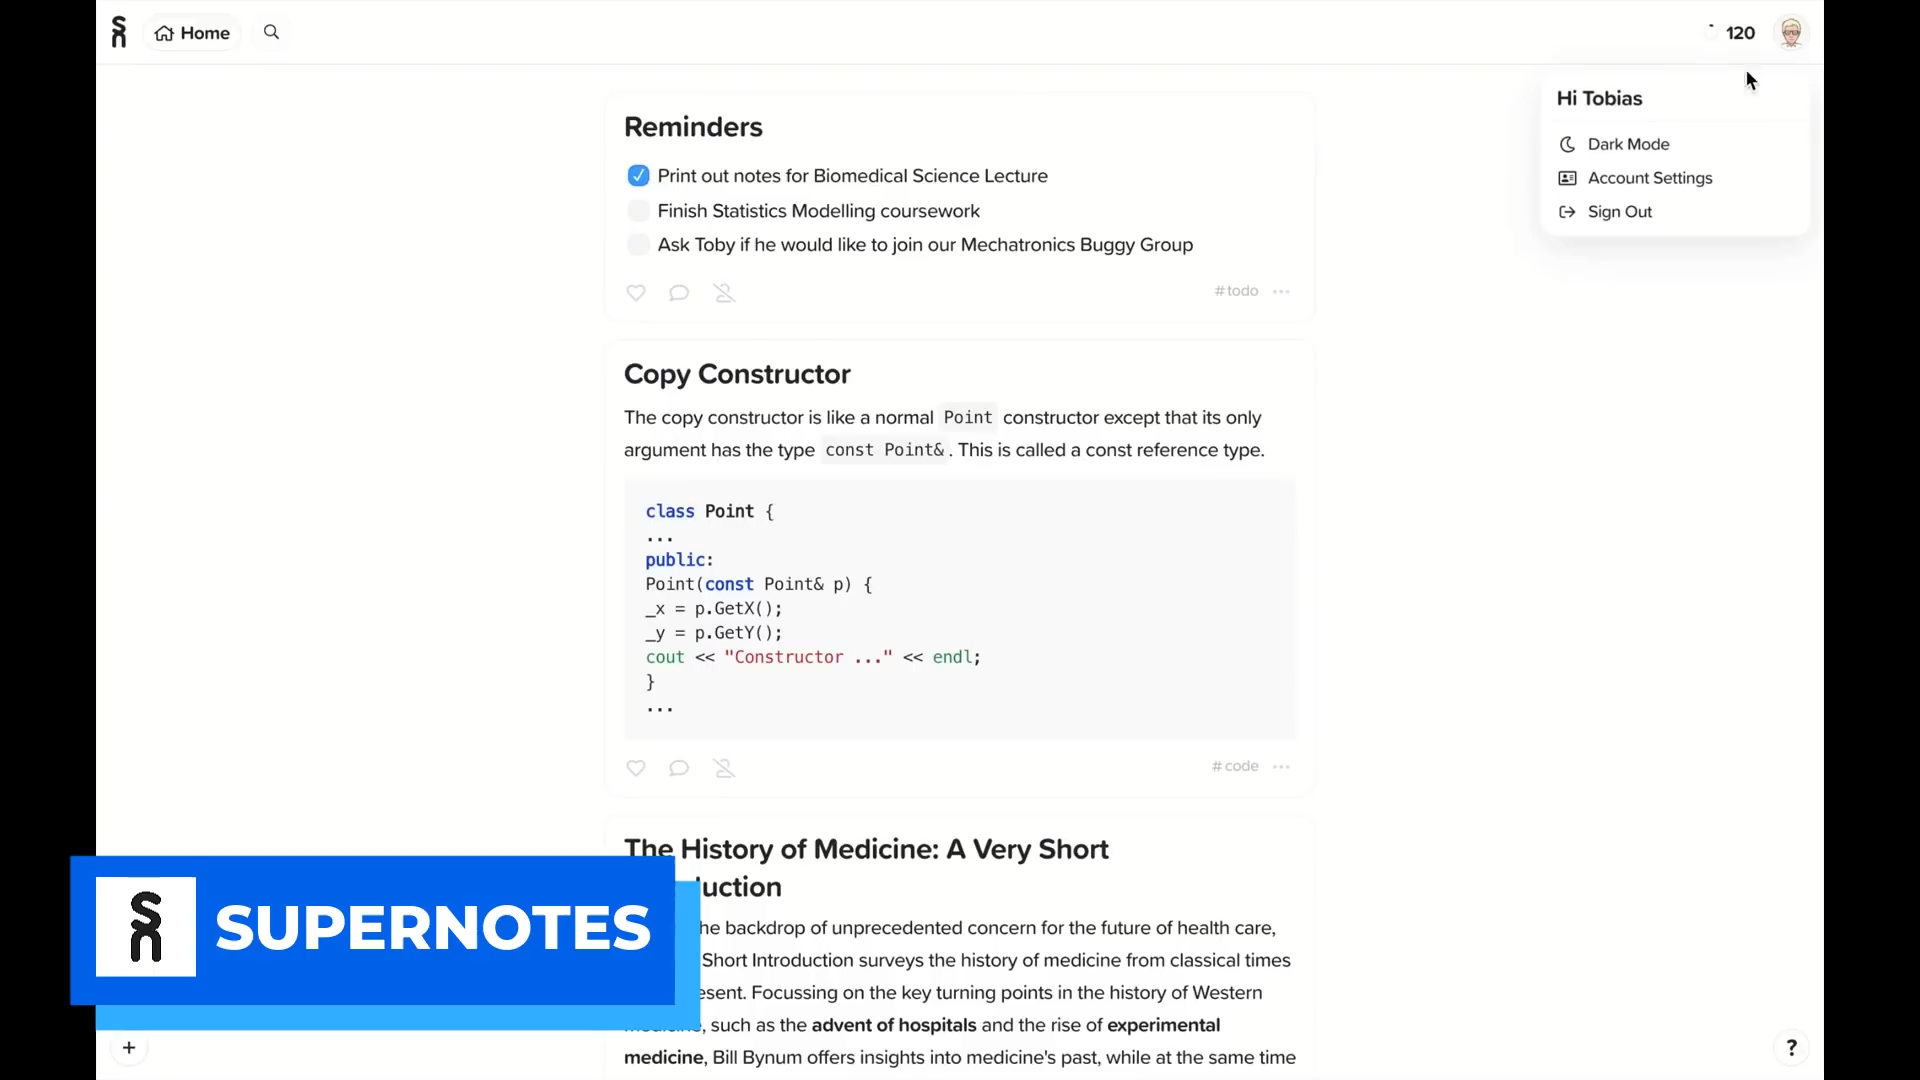 Home
120
Hi Tobias
Dark Mode
Account Settings
Sign Out
Reminders
Print out notes for Biomedical Science Lecture
Finish Statistics Modelling coursework
Ask Toby if he would like to join our Mechatronics Buggy Group
#todo
Copy Constructor
The copy constructor is like a normal Point constructor except that its only
argument has the type const Point&. This is called a const reference type.
class Point {
...
public:
Point(const Point& p) {
_x = p.GetX();
_y = p.GetY();
cout << "Constructor ..." << endl;
}
...
#code
The History of Medicine: A Very Short
he backdrop of unprecedented concern for the future of health care,
Short Introduction surveys the history of medicine from classical times
Focussing on the key turning points in the history of Western
such as the advent of hospitals and the rise of experimental
medicine, Bill Bynum offers insights into medicine's past, while at the same time
SUPERNOTES
+
?